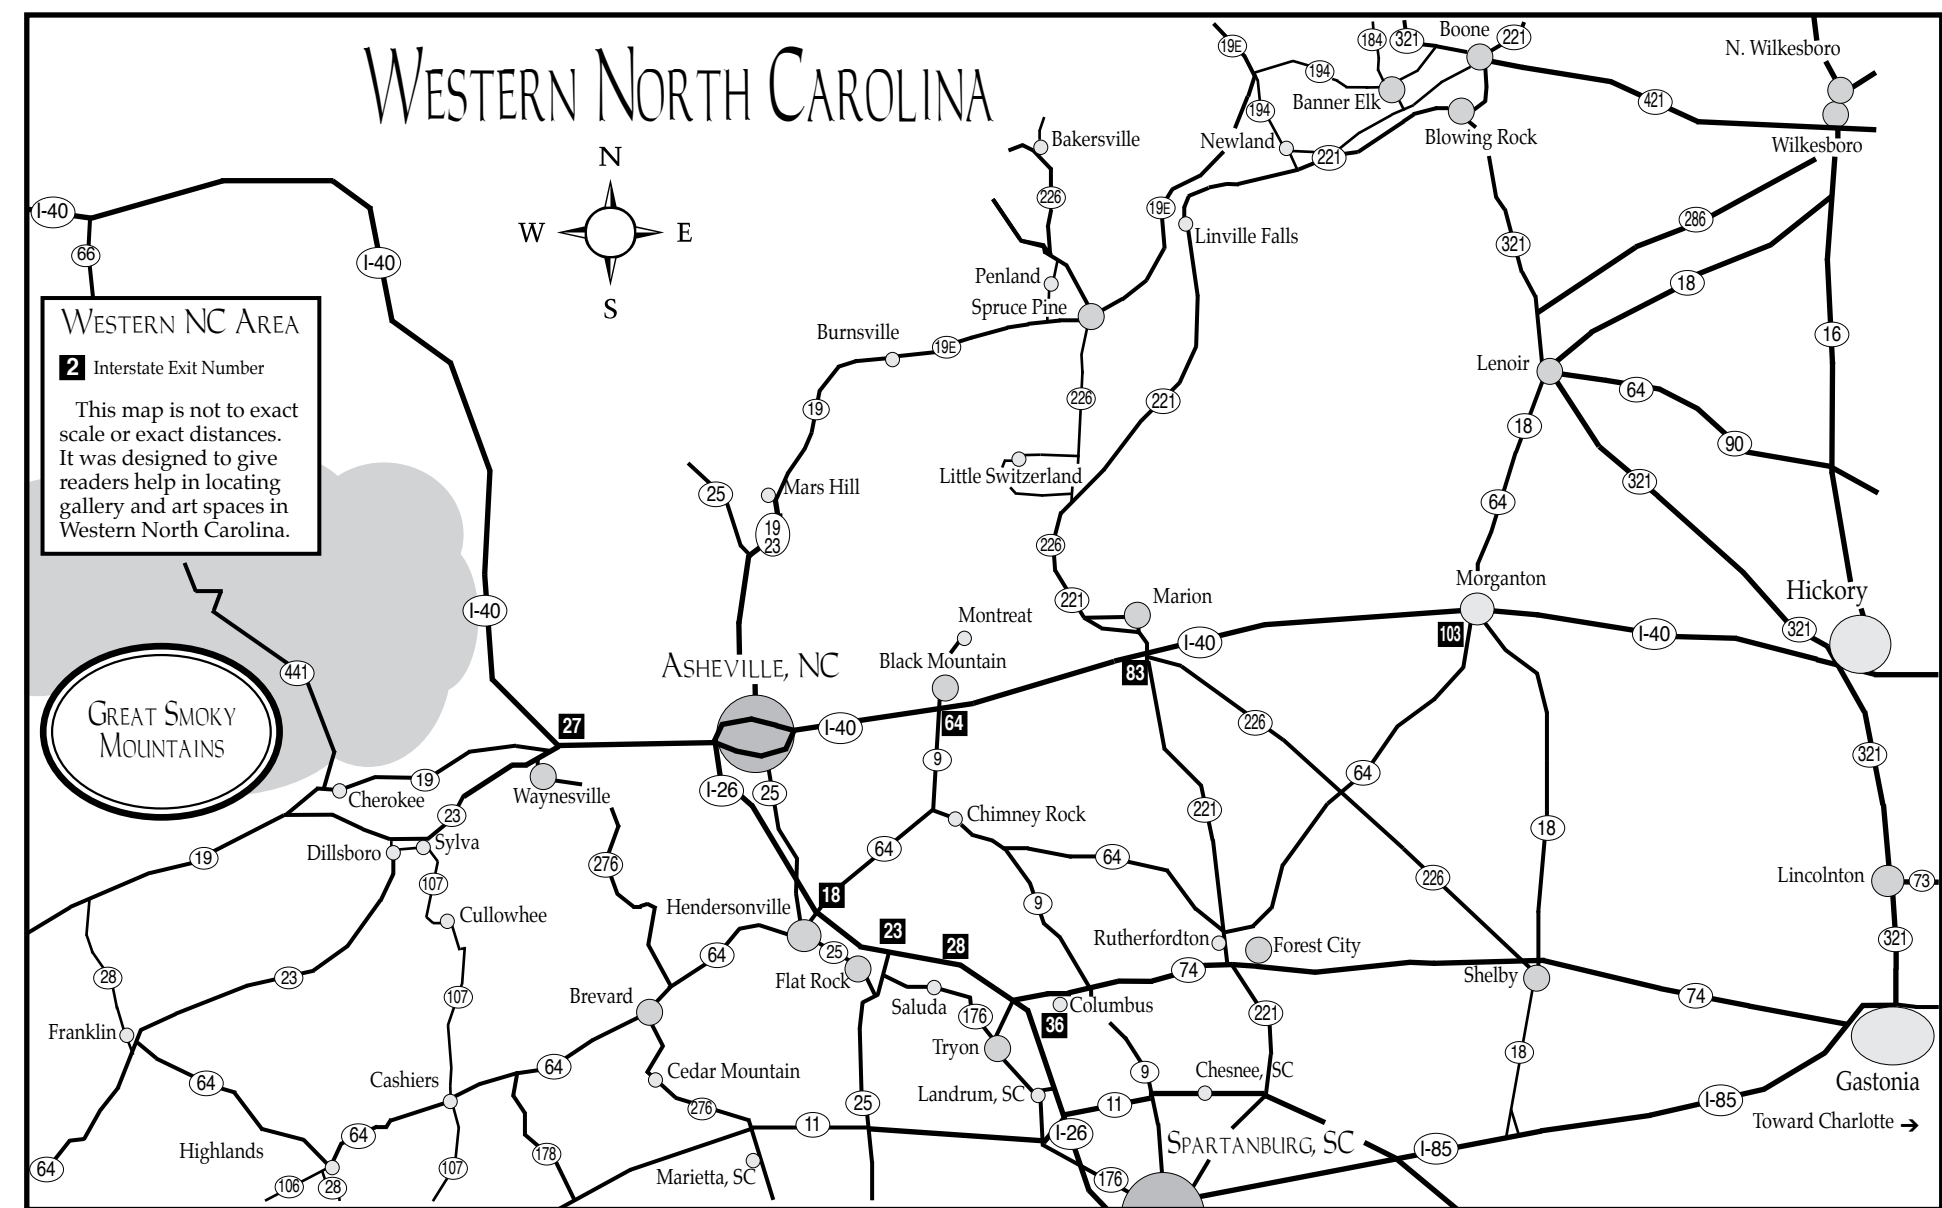 WESTERN NORTH CAROLINA
N
W
E
S
WESTERN NC AREA
2 Interstate Exit Number
This map is not to exact
scale or exact distances.
It was designed to give
readers help in locating
gallery and art spaces in
Western North Carolina.
GREAT SMOKY
MOUNTAINS
19E
184
321
Boone
221
N. Wilkesboro
194
Banner Elk
421
194
Newland
221
Blowing Rock
Wilkesboro
Bakersville
226
19E
Linville Falls
I-40
66
I-40
321
286
18
Penland
Spruce Pine
Burnsville
19E
16
Lenoir
64
19
226
221
18
90
Little Switzerland
321
25
Mars Hill
64
19
23
226
Morganton
Hickory
I-40
221
Marion
Montreat
I-40
103
I-40
321
Black Mountain
83
ASHEVILLE, NC
441
27
I-40
64
226
321
9
64
19
Cherokee
Waynesville
I-26
25
221
23
Chimney Rock
18
Sylva
Dillsboro
19
276
64
64
226
107
Lincolnton
73
Hendersonville
18
9
Cullowhee
23
28
Rutherfordton
Forest City
321
64
25
74
Shelby
28
23
Flat Rock
Brevard
107
Saluda
Columbus
74
176
36
221
Franklin
Tryon
18
64
64
Cashiers
Cedar Mountain
9
Chesnee, SC
Gastonia
Landrum, SC
276
25
11
I-85
11
Toward Charlotte →
64
I-26
SPARTANBURG, SC
Highlands
178
I-85
64
107
Marietta, SC
176
106
28